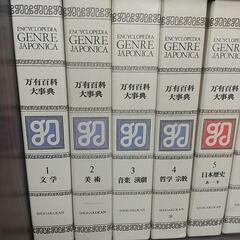 ENCYCLOPEDIA
GENRE
JAPONICA
万有百科
大事典
1
文学
SHOGAKUKAN
ENCYCLOPEDIA
GENRE
JAPONICA
万有百科
大事典
2
美術
SHOGAKUKAN
ENCYCLOPEDIA
GENRE
JAPONICA
万有百科
大事典
3
音楽 演劇
SHOGAKUKAN
ENCYCLOPEDIA
GENRE
JAPONICA
万有百科
大事典
4
哲学 宗教
SHOGAKUKAN
ENCYCLOPEDIA
GENRE
JAPONICA
万有百科
大事典
5
日本歴史
SHOGAKUKAN